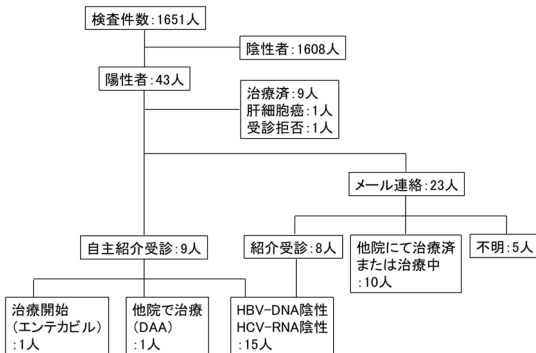 検査件数:1651人
陰性者:1608人
陽性者:43人
治療済:9人
肝細胞癌:1人
受診拒否:1人
メール連絡:23人
自主紹介受診:9人
紹介受診:8人
他院にて治療済
または治療中
:10人
不明:5人
治療開始
(エンテカビル)
:1人
他院で治療
(DAA)
:1人
HBV-DNA陰性
HCV-RNA陰性
:15人